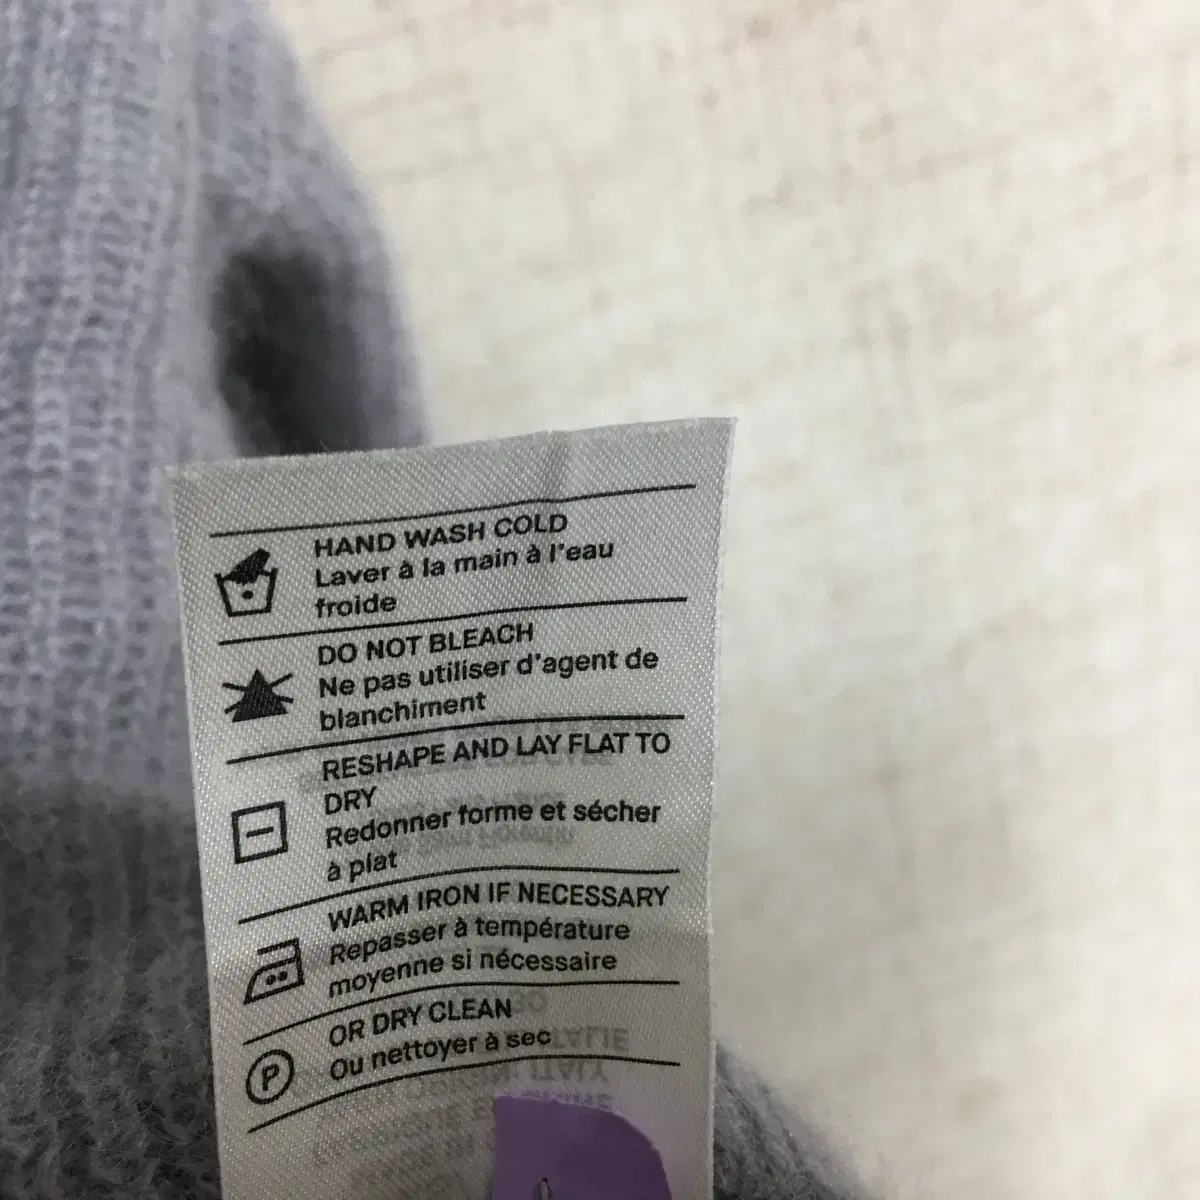 HAND WASH COLD
Laver à la main à l'eau
froide
DO NOT BLEACH
Ne pas utiliser d'agent de
blanchiment
RESHAPE AND LAY FLAT TO
DRY
Redonner forme et sécher
à plat
WARM IRON IF NECESSARY
Repasser à température
moyenne si nécessaire
OR DRY CLEAN
P
Ou nettoyer à sec